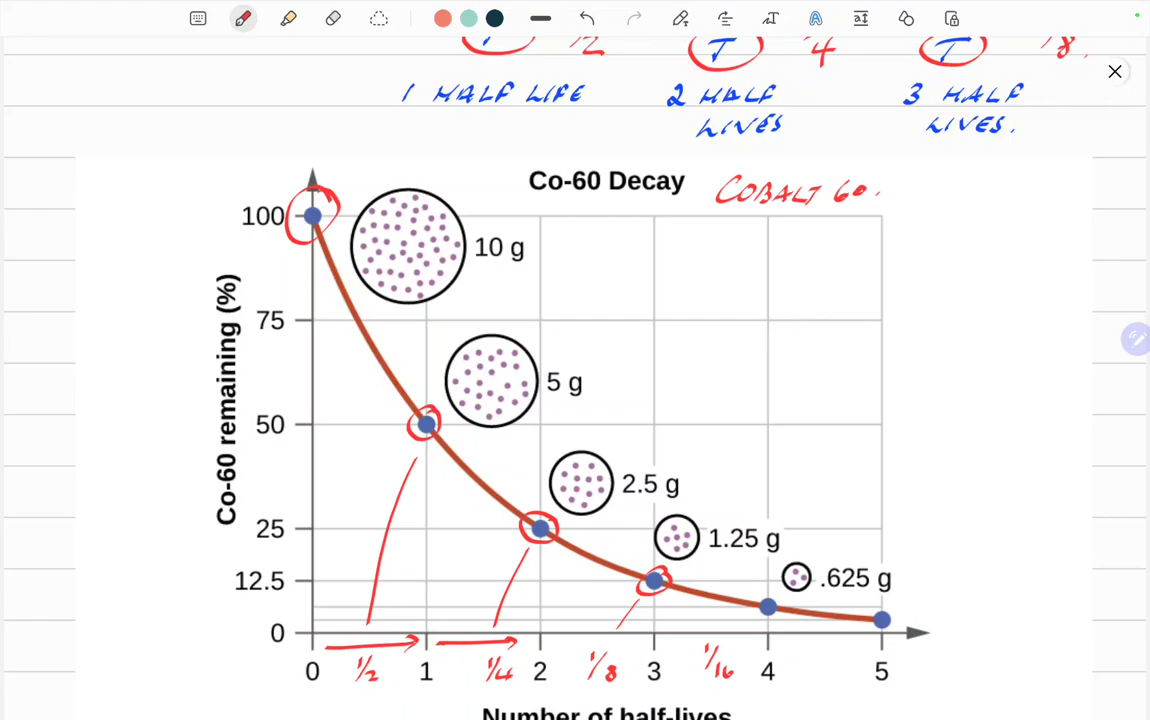 T 1/2 T 1/4 T 1/8.
1 HALF LIFE 2 HALF LIVES 3 HALF LIVES.
Co-60 Decay
COBALT 60.
100
10 g
75
Co-60 remaining (%)
5 g
50
2.5 g
25
1.25 g
12.5
.625 g
0
0 1/2 1 1/4 2 1/8 3 1/16 4 5
Number of half-lives